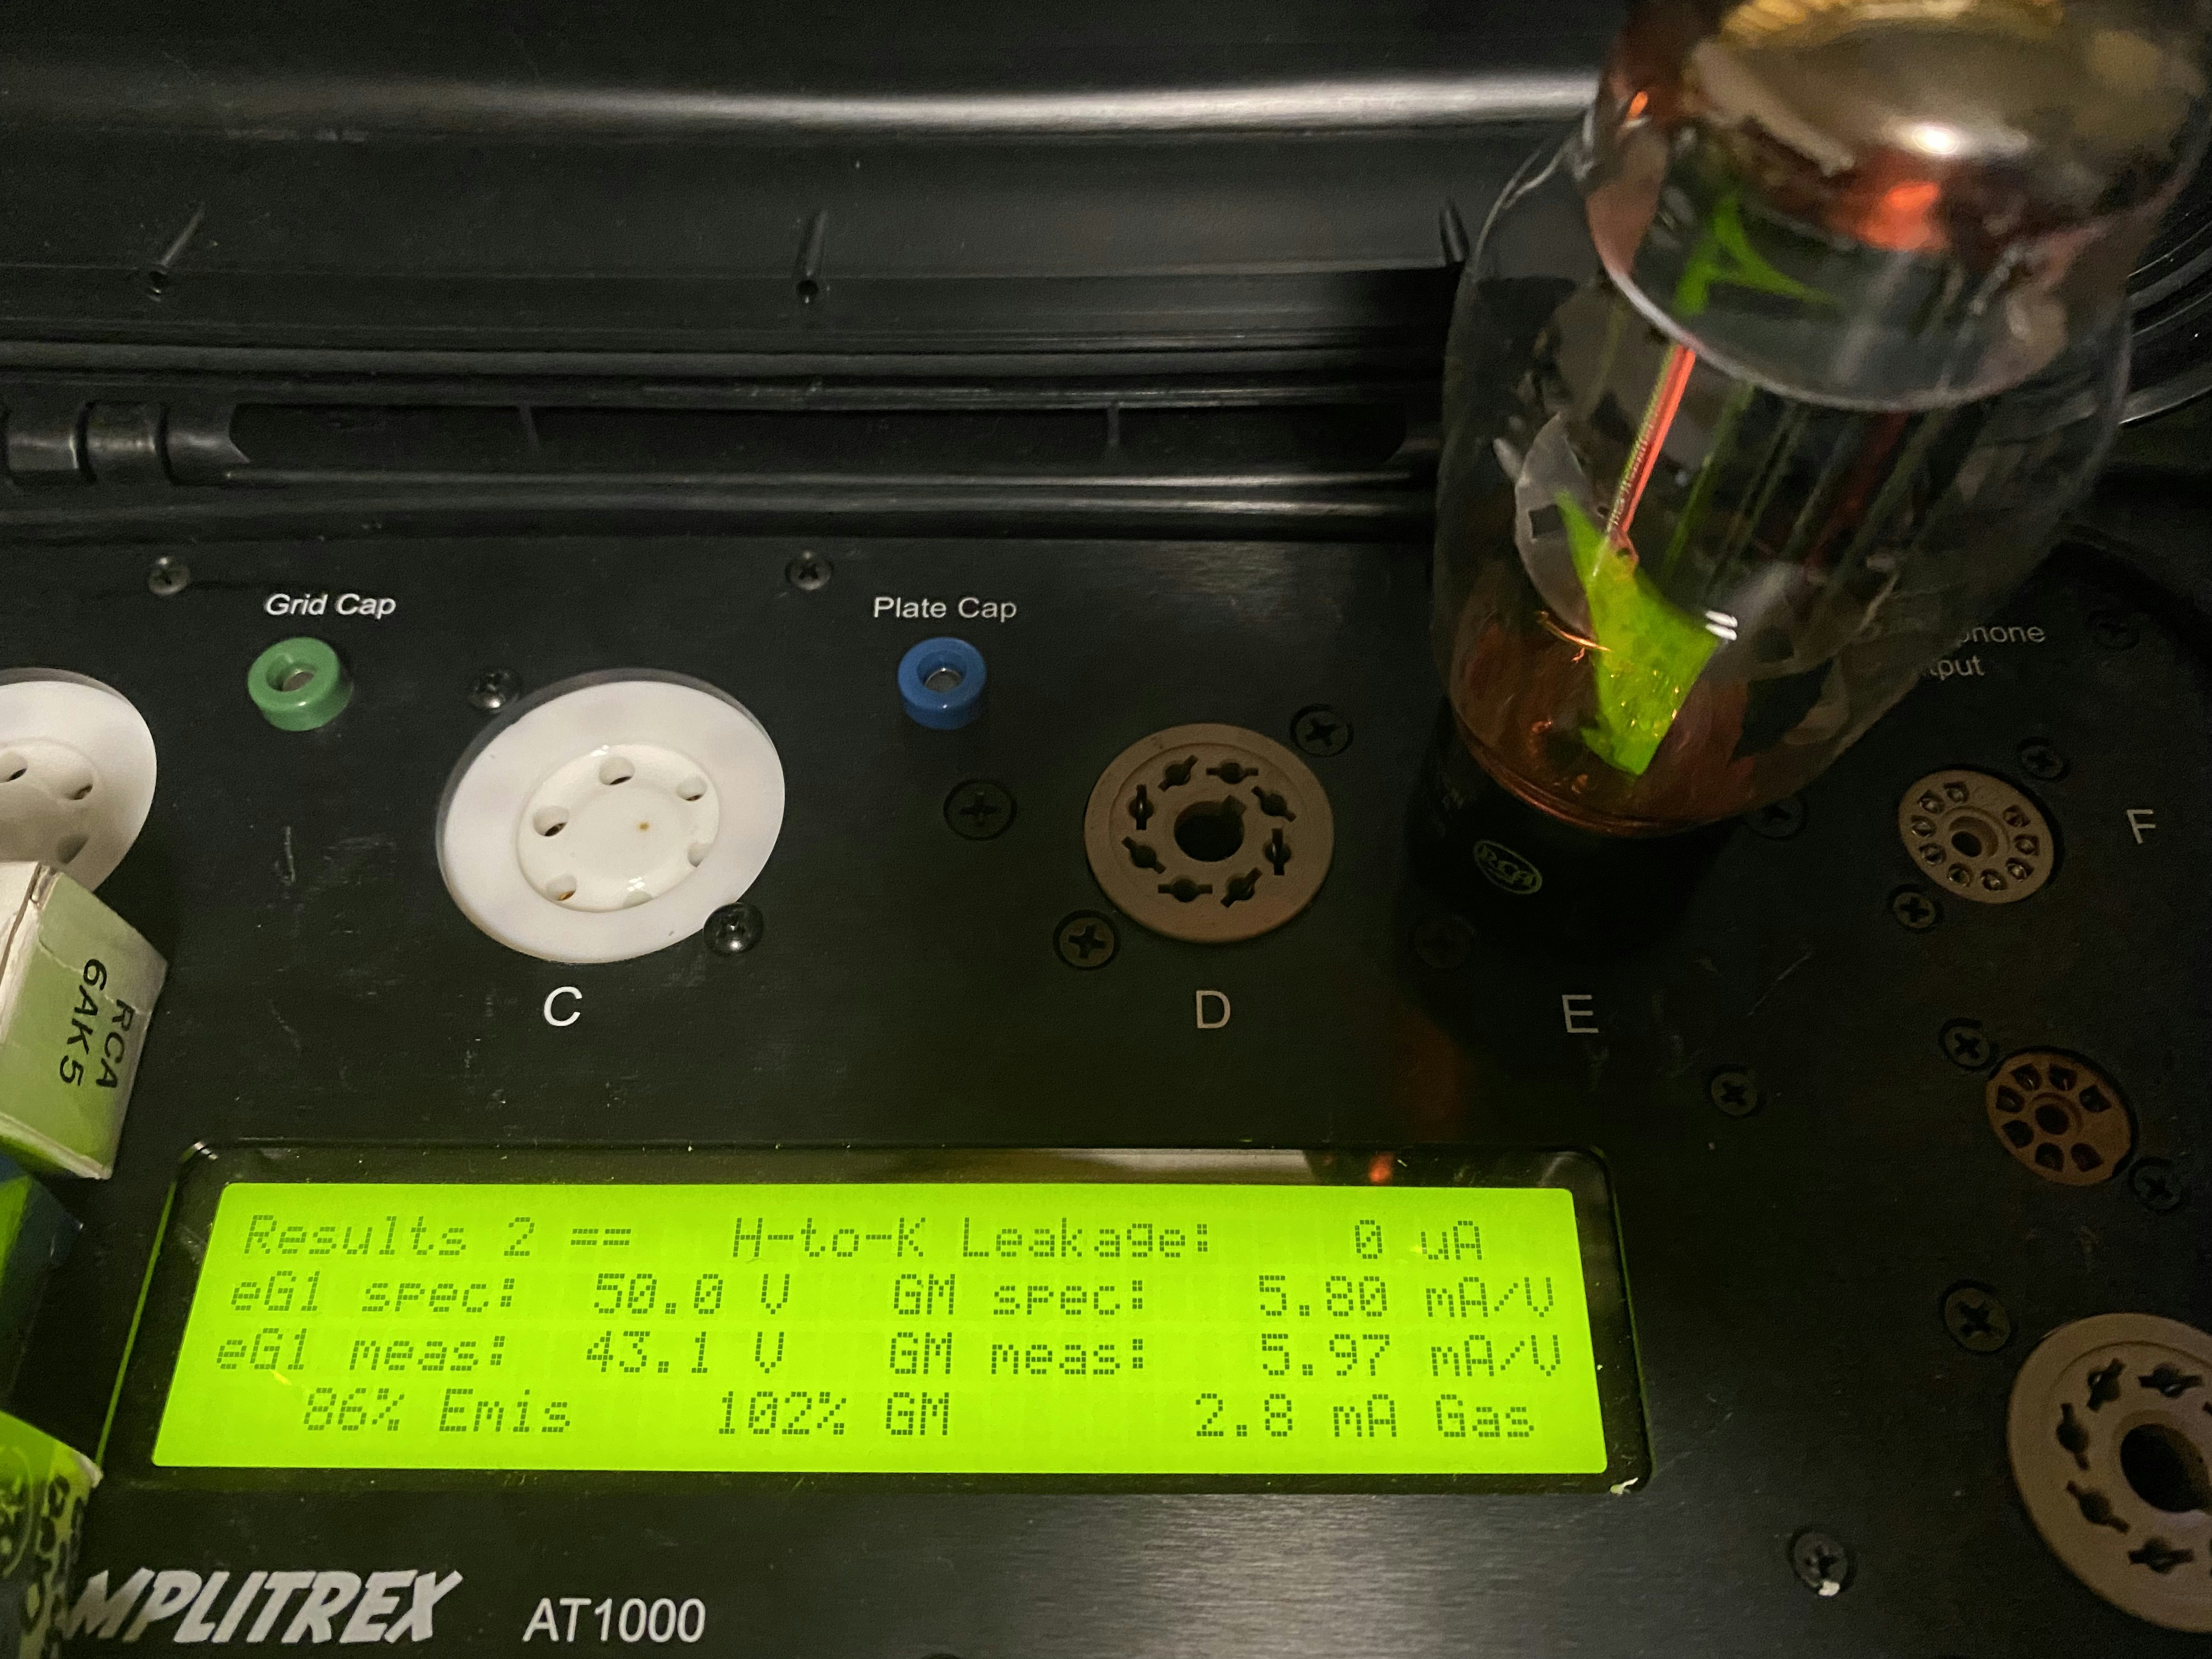 Grid Cap
Plate Cap
RCA
F
C
D
E
RCA
6AK5
Results 2 == H-to-K Leakage: 0 uA
eG1 spec: 50.0 V GM spec: 5.80 mA/V
eG1 meas: 43.1 V GM meas: 5.97 mA/V
86% Emis 102% GM 2.8 mA Gas
MPLITREX AT1000